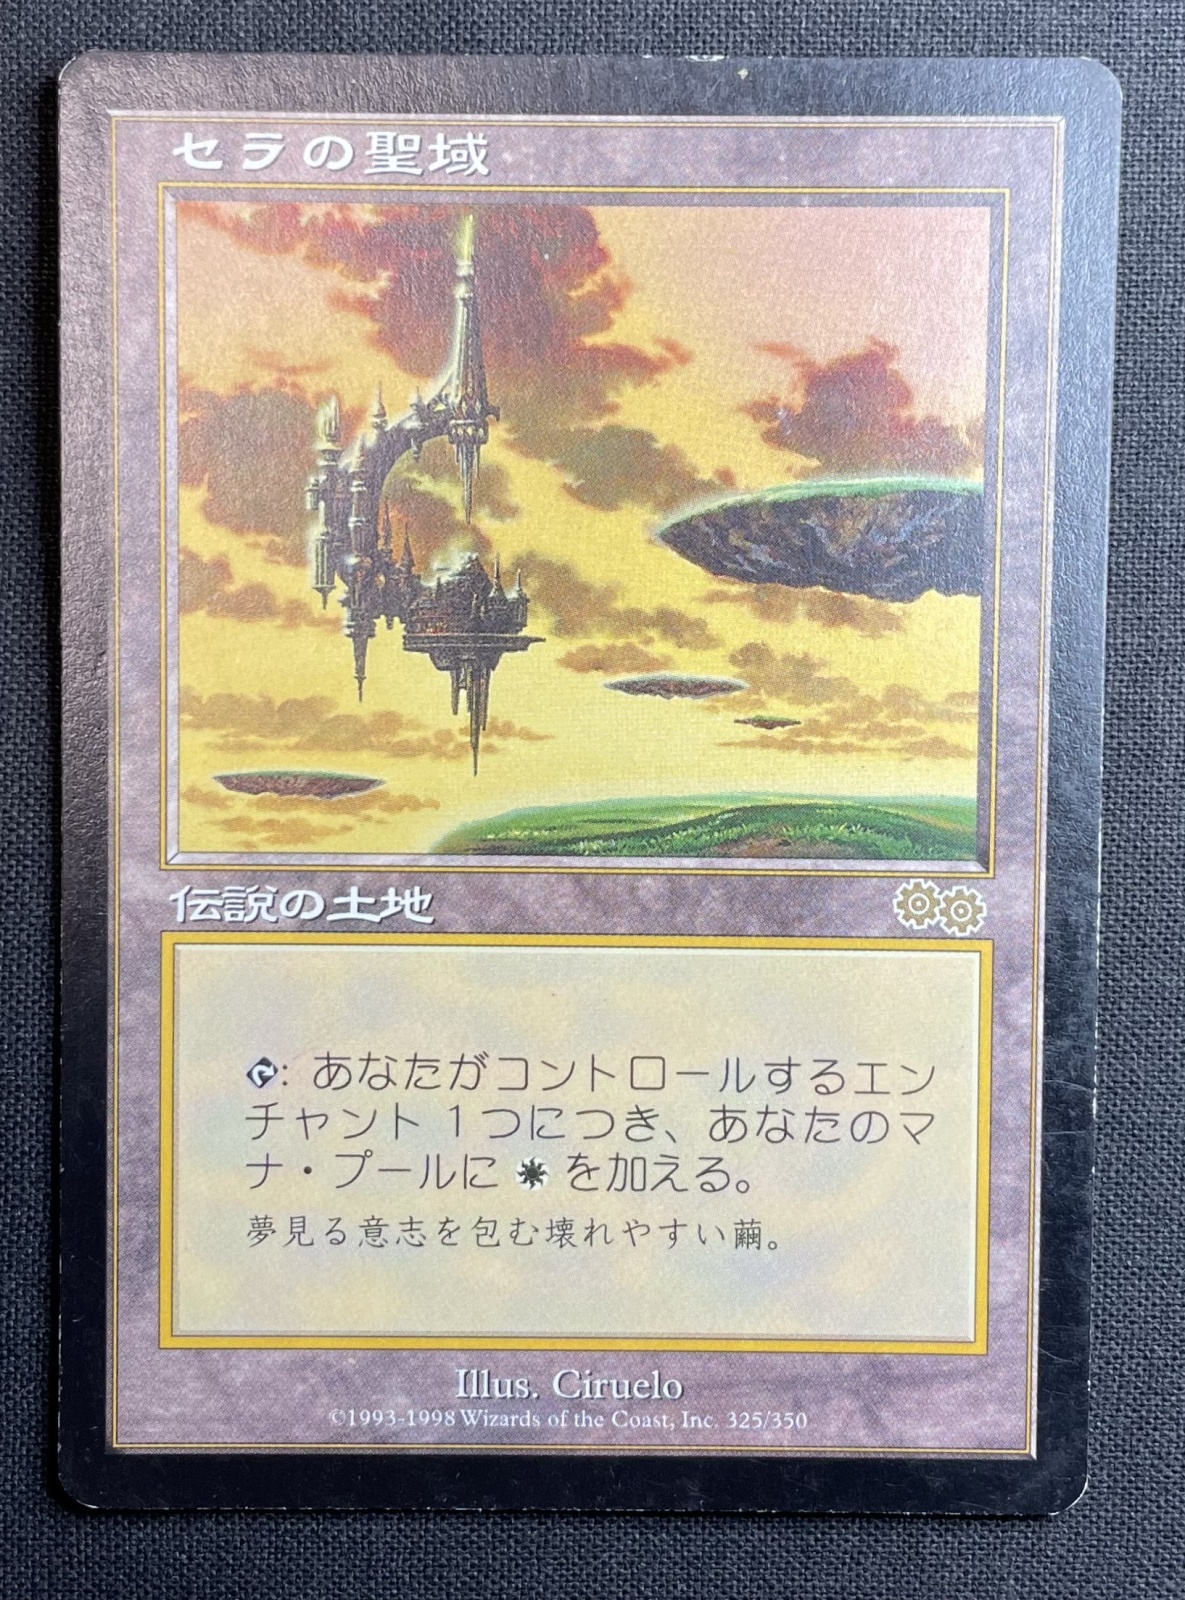 セラの聖域
伝説の土地
: あなたがコントロールするエン
チャント 1つにつき、あなたのマ
ナ・プールに を加える。
夢見る意志を包む壊れやすい繭。
Illus. Ciruelo
©1993-1998 Wizards of the Coast, Inc. 325/350